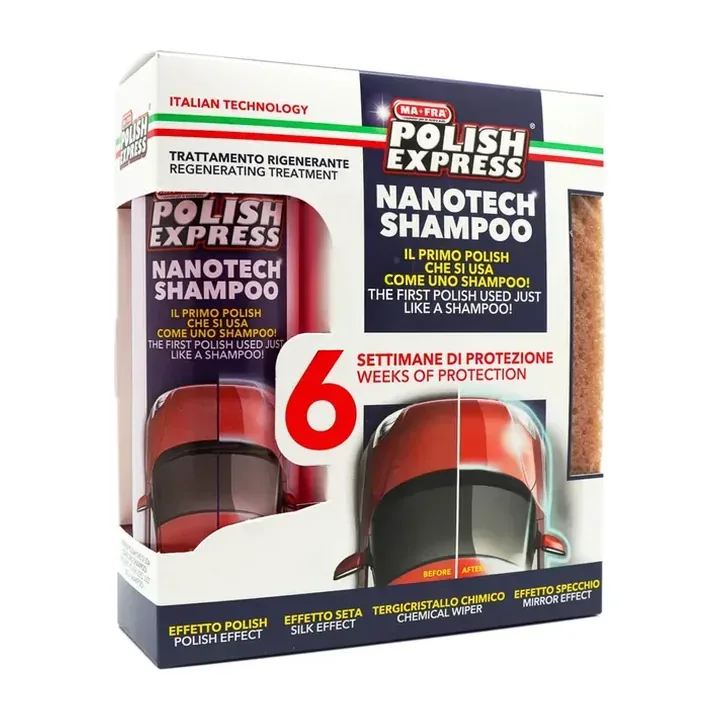 ITALIAN TECHNOLOGY
TRATTAMENTO RIGENERANTE
REGENERATING TREATMENT
MA-FRA
POLISH
EXPRESS
®
NANOTECH
SHAMPOO
IL PRIMO POLISH
CHE SI USA
COME UNO SHAMPOO!
THE FIRST POLISH USED JUST
LIKE A SHAMPOO!
POLISH
EXPRESS
NANOTECH
SHAMPOO
IL PRIMO POLISH
CHE SI USA
COME UNO SHAMPOO!
THE FIRST POLISH USED JUST
LIKE A SHAMPOO!
6
SETTIMANE DI PROTEZIONE
WEEKS OF PROTECTION
BEFORE
AFTER
EFFETTO POLISH
POLISH EFFECT
EFFETTO SETA
SILK EFFECT
TERGICRISTALLO CHIMICO
CHEMICAL WIPER
EFFETTO SPECCHIO
MIRROR EFFECT